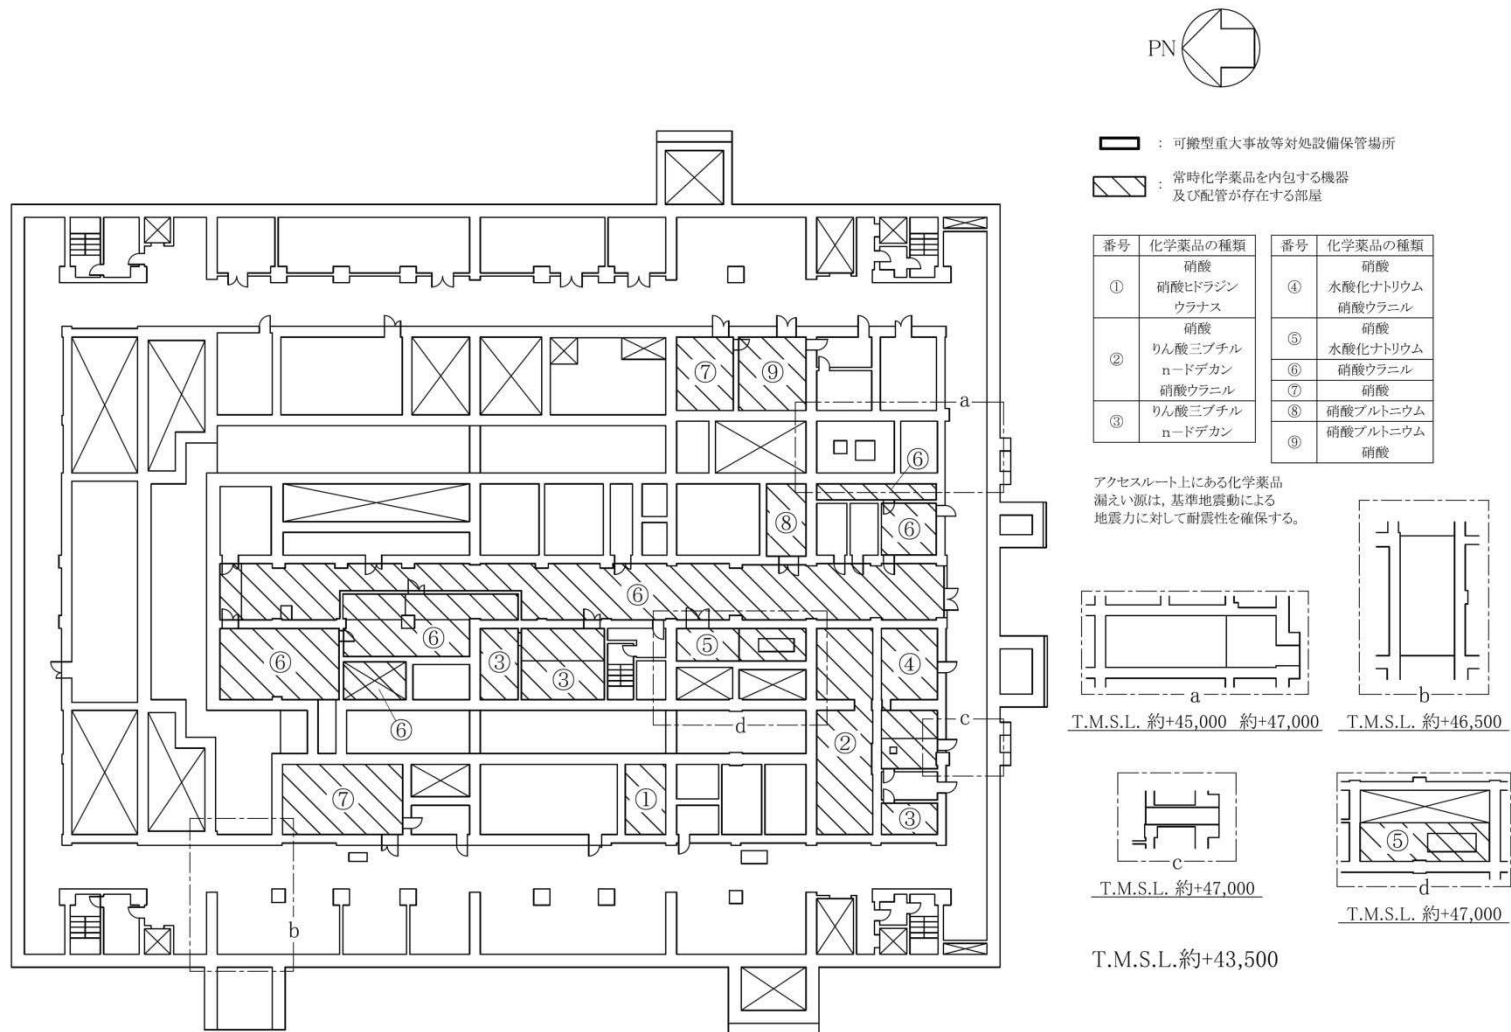 PN
： 可搬型重大事故等対処設備保管場所
： 常時化学薬品を内包する機器
及び配管が存在する部屋
番号 化学薬品の種類
① 硝酸
硝酸ヒドラジン
ウラナス
② 硝酸
りん酸三ブチル
n－ドデカン
硝酸ウラニル
③ りん酸三ブチル
n－ドデカン
番号 化学薬品の種類
④ 硝酸
水酸化ナトリウム
硝酸ウラニル
⑤ 硝酸
水酸化ナトリウム
⑥ 硝酸ウラニル
⑦ 硝酸
⑧ 硝酸プルトニウム
⑨ 硝酸プルトニウム
硝酸
アクセスルート上にある化学薬品
漏えい源は，基準地震動による
地震力に対して耐震性を確保する。
⑦
⑨
a
⑥
⑧
⑥
⑥
⑥
⑥
③
③
⑤
④
⑥
d
c
②
⑦
①
③
b
a
T.M.S.L. 約+45,000 約+47,000
b
T.M.S.L. 約+46,500
c
T.M.S.L. 約+47,000
⑤
d
T.M.S.L. 約+47,000
T.M.S.L.約+43,500